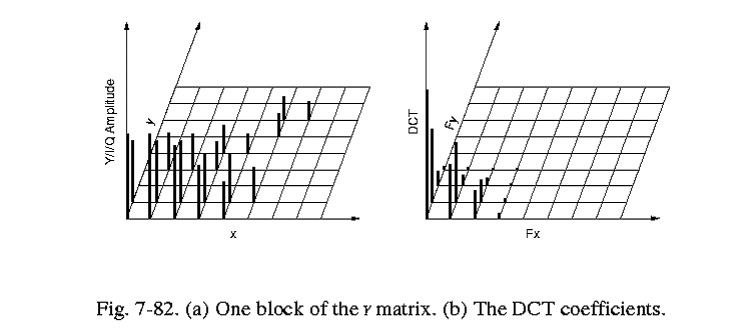 Y/I/Q Amplitude
y
x
DCT
Fy
Fx
Fig. 7-82. (a) One block of the Y matrix. (b) The DCT coefficients.